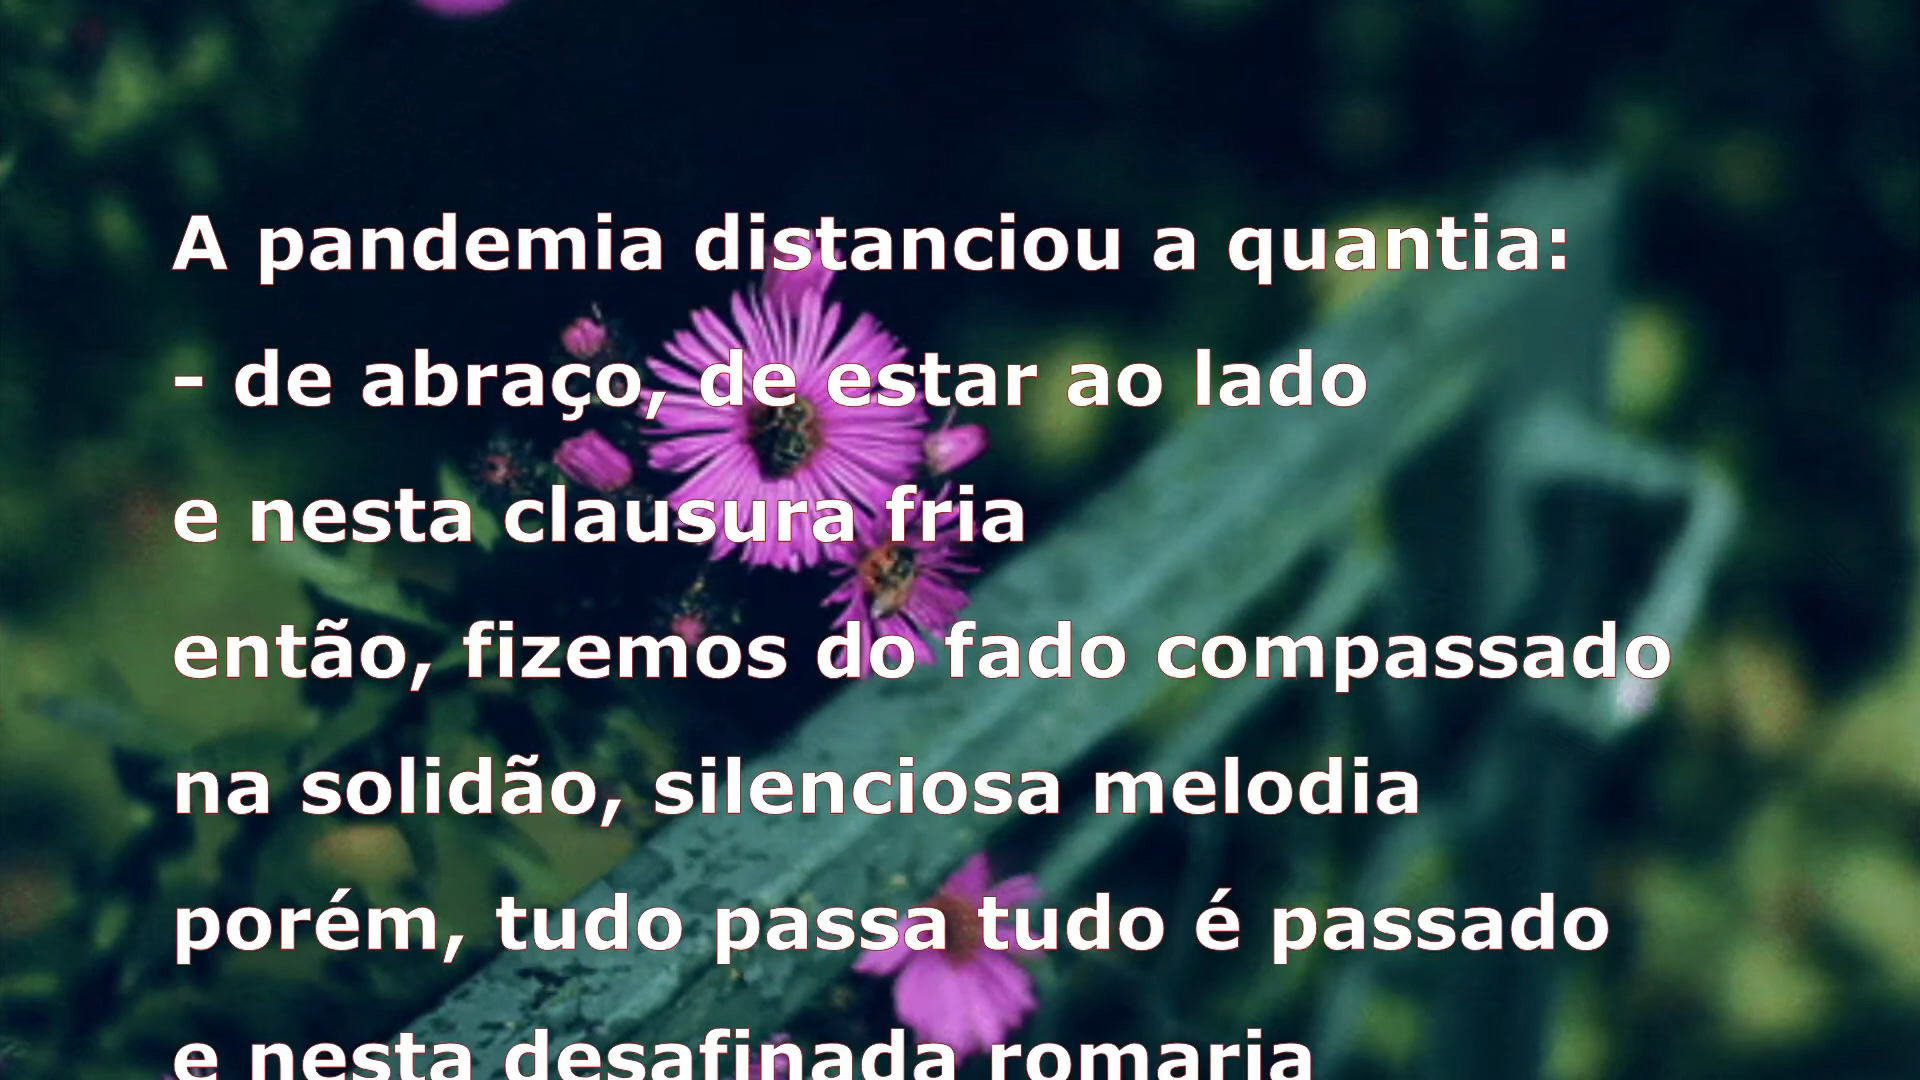 A pandemia distanciou a quantia:
- de abraço, de estar ao lado
e nesta clausura fria
então, fizemos do fado compassado
na solidão, silenciosa melodia
porém, tudo passa tudo é passado
e nesta desafinada romaria